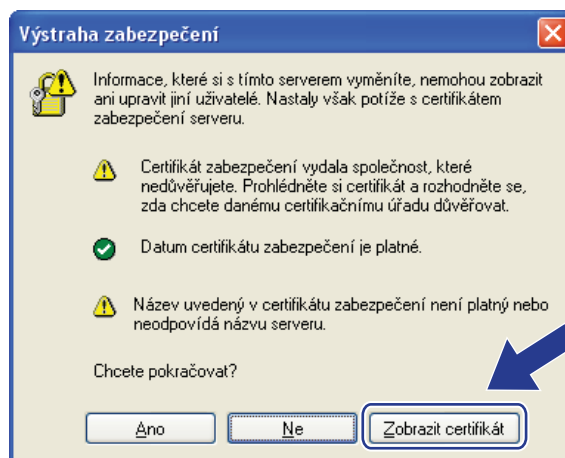 Výstraha zabezpečení
Informace, které si s tímto serverem vyměníte, nemohou zobrazit
ani upravit jiní uživatelé. Nastaly však potíže s certifikátem
zabezpečení serveru.
Certifikát zabezpečení vydala společnost, které
nedůvěřujete. Prohlédněte si certifikát a rozhodněte se,
zda chcete danému certifikačnímu úřadu důvěřovat.
Datum certifikátu zabezpečení je platné.
Název uvedený v certifikátu zabezpečení není platný nebo
neodpovídá názvu serveru.
Chcete pokračovat?
Ano
Ne
Zobrazit certifikát